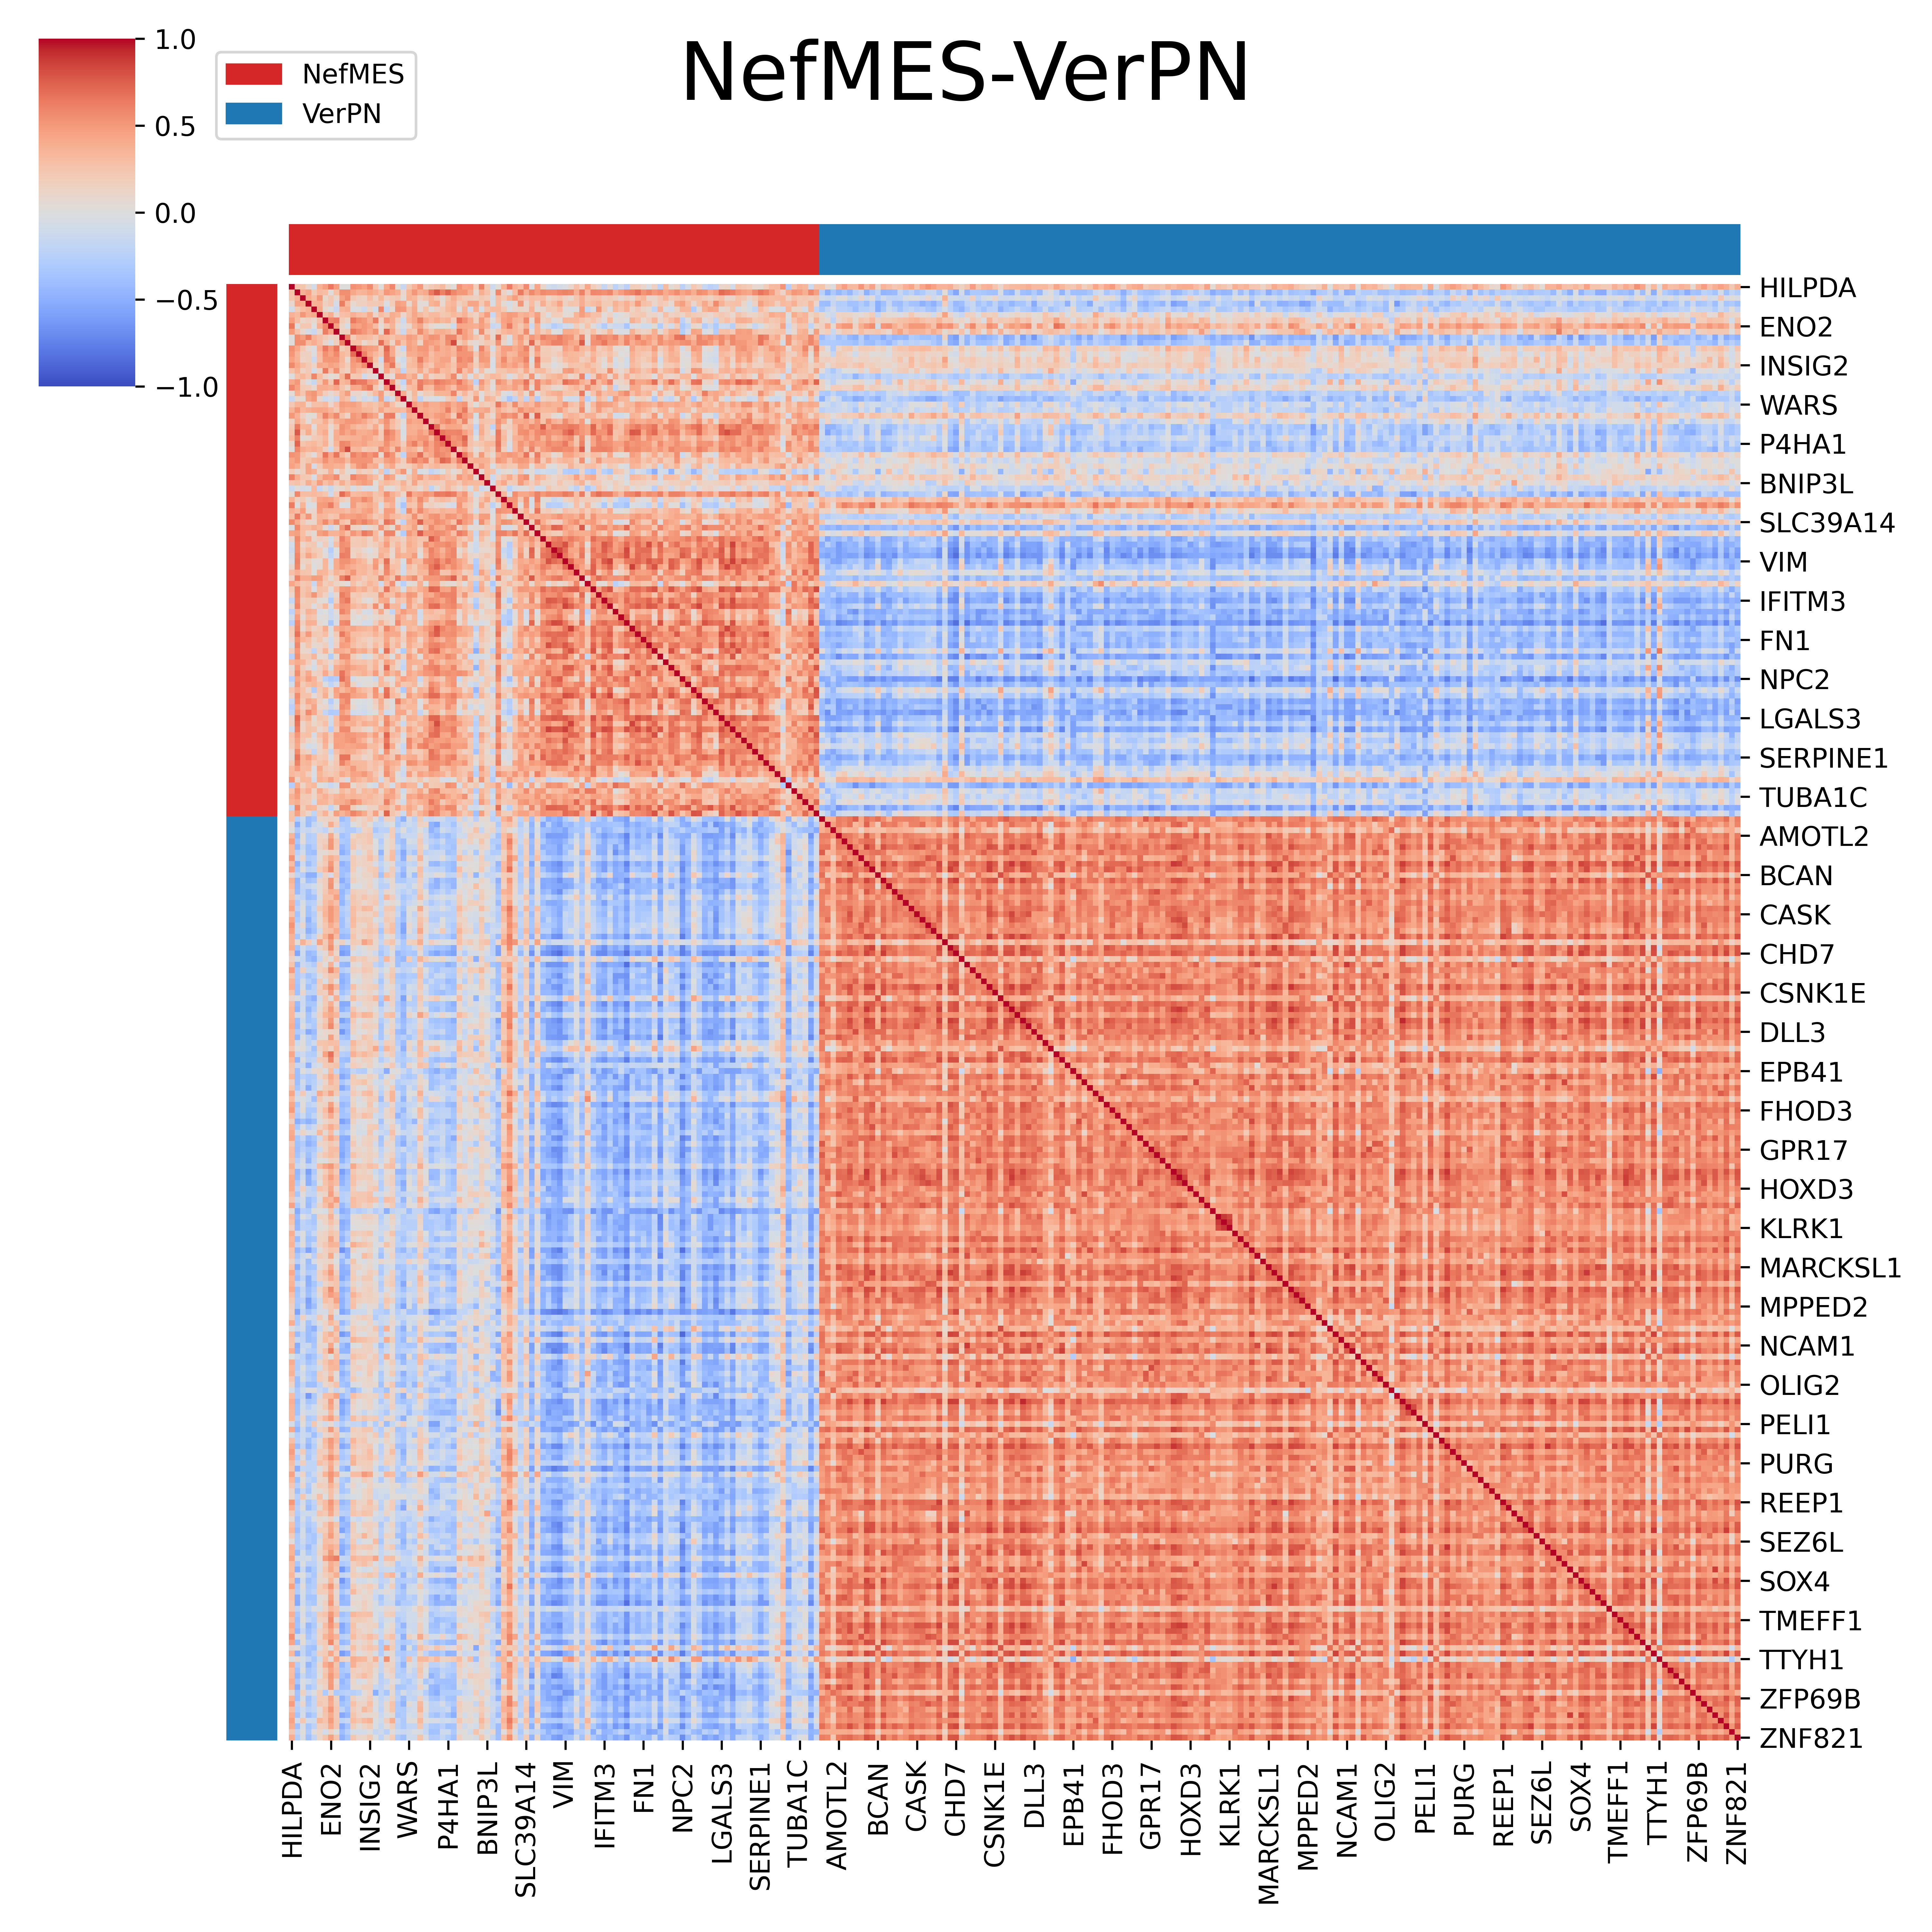 NefMES-VerPN
1.0
0.5
0.0
−0.5
−1.0
NefMES
VerPN
HILPDA
ENO2
INSIG2
WARS
P4HA1
BNIP3L
SLC39A14
VIM
IFITM3
FN1
NPC2
LGALS3
SERPINE1
TUBA1C
AMOTL2
BCAN
CASK
CHD7
CSNK1E
DLL3
EPB41
FHOD3
GPR17
HOXD3
KLRK1
MARCKSL1
MPPED2
NCAM1
OLIG2
PELI1
PURG
REEP1
SEZ6L
SOX4
TMEFF1
TTYH1
ZFP69B
ZNF821
HILPDA
ENO2
INSIG2
WARS
P4HA1
BNIP3L
SLC39A14
VIM
IFITM3
FN1
NPC2
LGALS3
SERPINE1
TUBA1C
AMOTL2
BCAN
CASK
CHD7
CSNK1E
DLL3
EPB41
FHOD3
GPR17
HOXD3
KLRK1
MARCKSL1
MPPED2
NCAM1
OLIG2
PELI1
PURG
REEP1
SEZ6L
SOX4
TMEFF1
TTYH1
ZFP69B
ZNF821